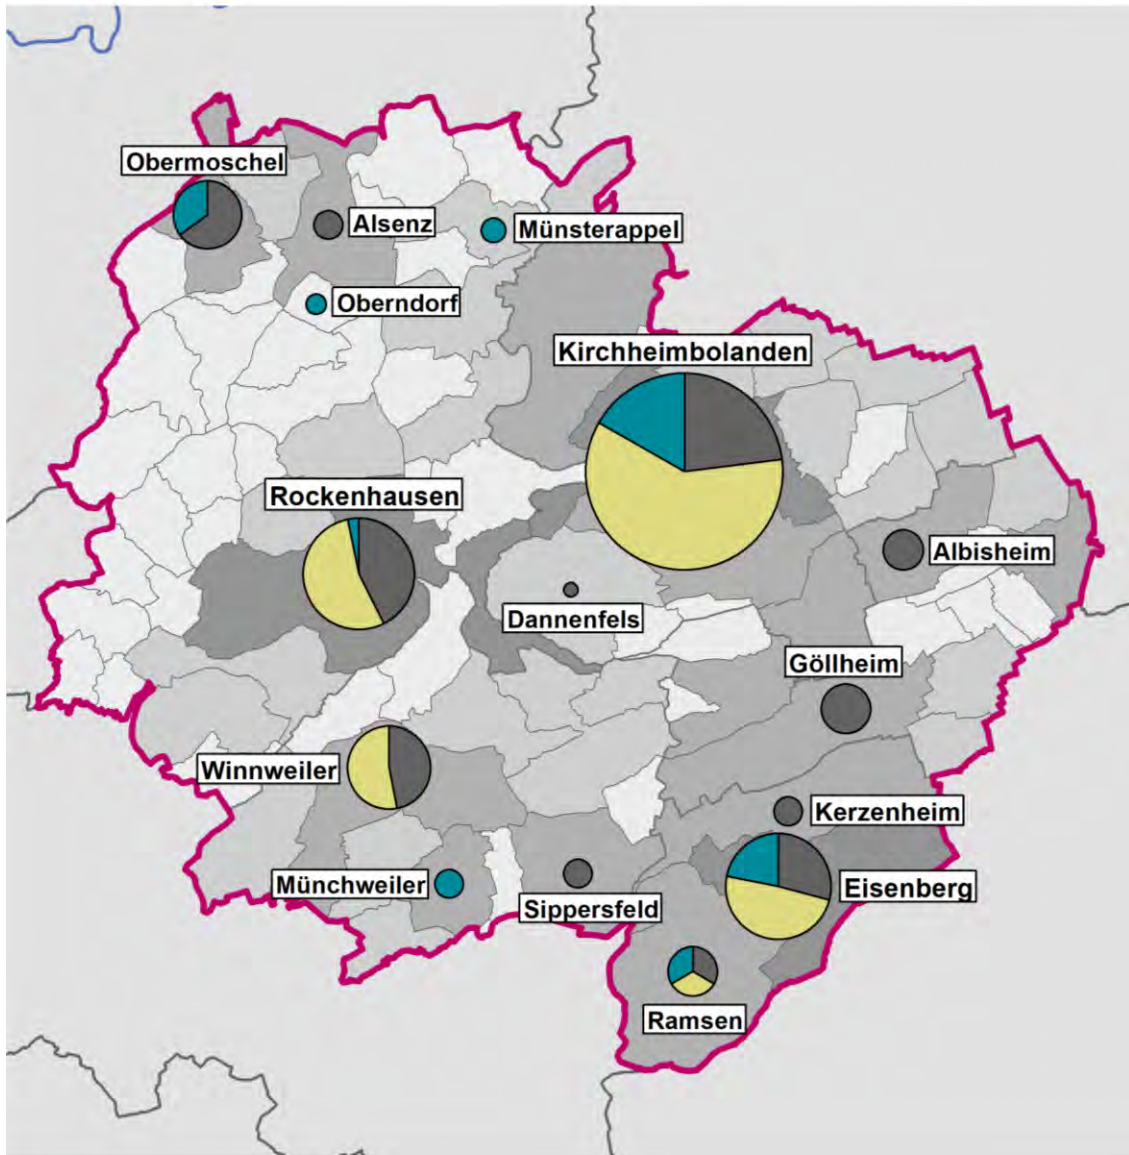 Obermoschel
Alsenz
Münsterappel
Oberndorf
Kirchheimbolanden
Rockenhausen
Albisheim
Dannenfels
Göllheim
Winnweiler
Kerzenheim
Münchweiler
Eisenberg
Sippersfeld
Ramsen